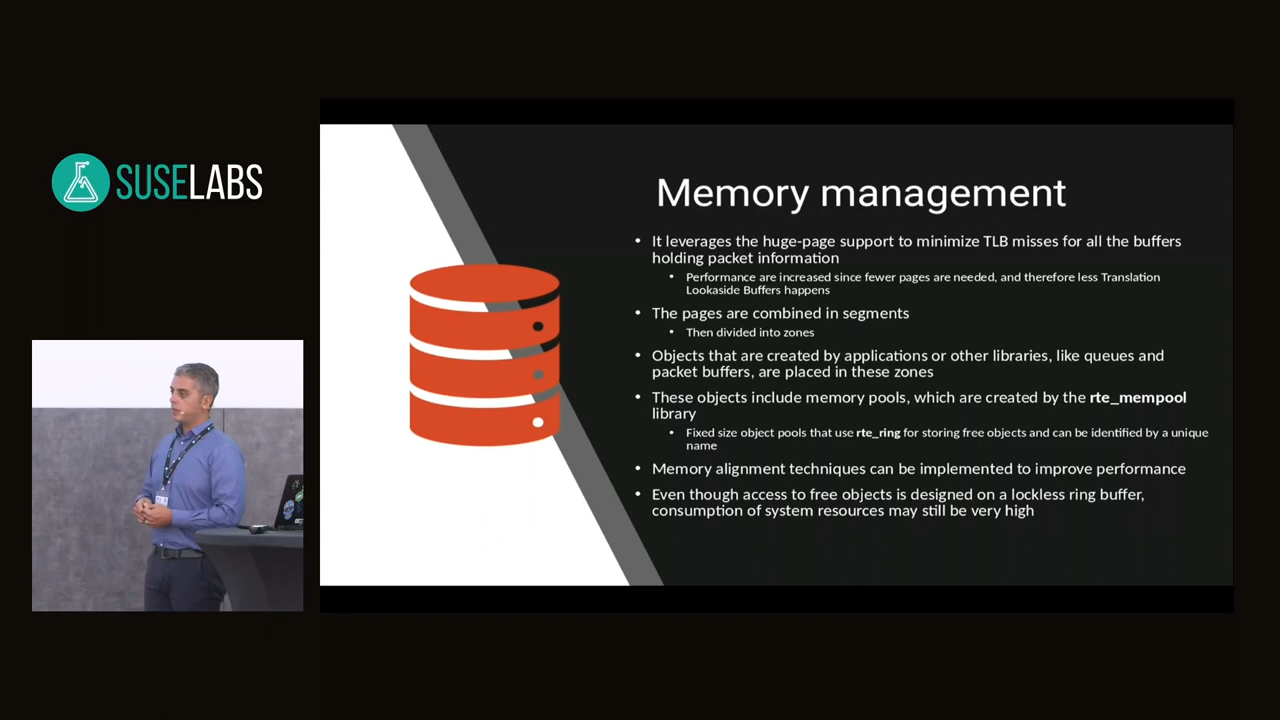 SUSELABS
Memory management
• It leverages the huge-page support to minimize TLB misses for all the buffers
holding packet information
• Performance are increased since fewer pages are needed, and therefore less Translation
Lookaside Buffers happens
• The pages are combined in segments
• Then divided into zones
• Objects that are created by applications or other libraries, like queues and
packet buffers, are placed in these zones
• These objects include memory pools, which are created by the rte_mempool
library
• Fixed size object pools that use rte_ring for storing free objects and can be identified by a unique
name
• Memory alignment techniques can be implemented to improve performance
• Even though access to free objects is designed on a lockless ring buffer,
consumption of system resources may still be very high